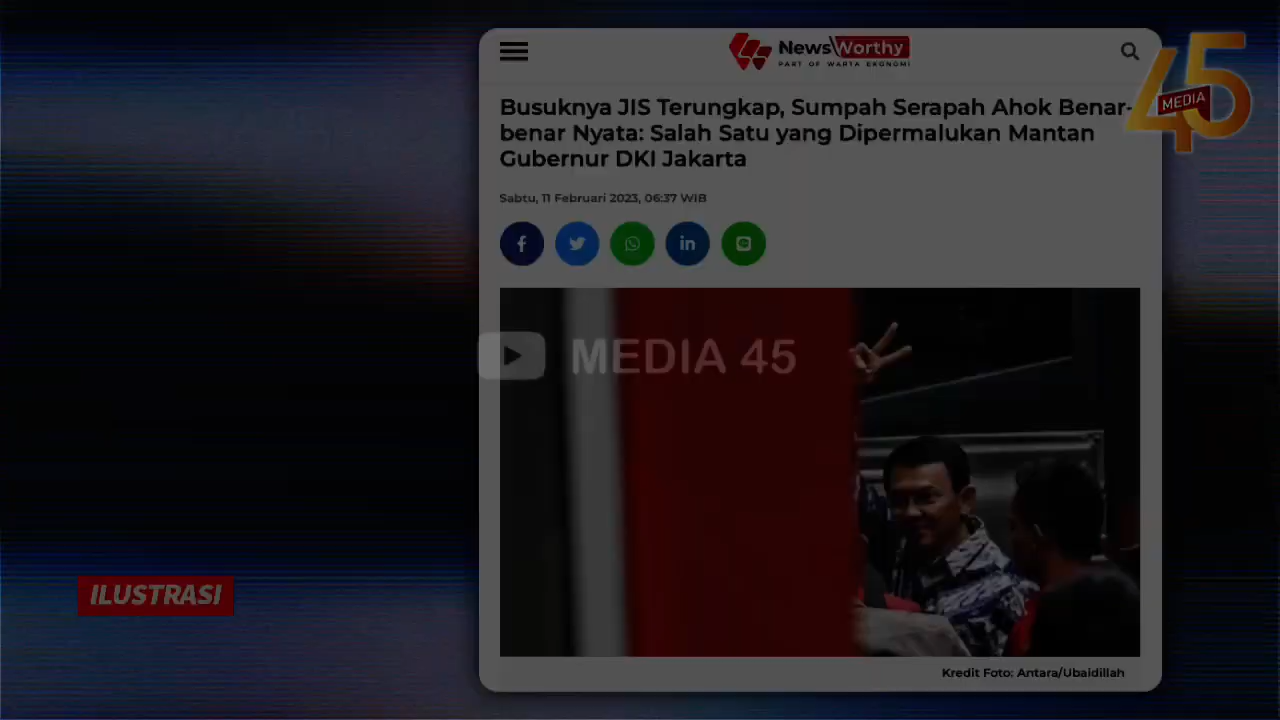 NewsWorthy
PART OF WARTA EKONOMI
45
MEDIA
Busuknya JIS Terungkap, Sumpah Serapah Ahok Benar-
benar Nyata: Salah Satu yang Dipermalukan Mantan
Gubernur DKI Jakarta
Sabtu, 11 Februari 2023, 06:37 WIB
MEDIA 45
ILUSTRASI
Kredit Foto: Antara/Ubaidillah